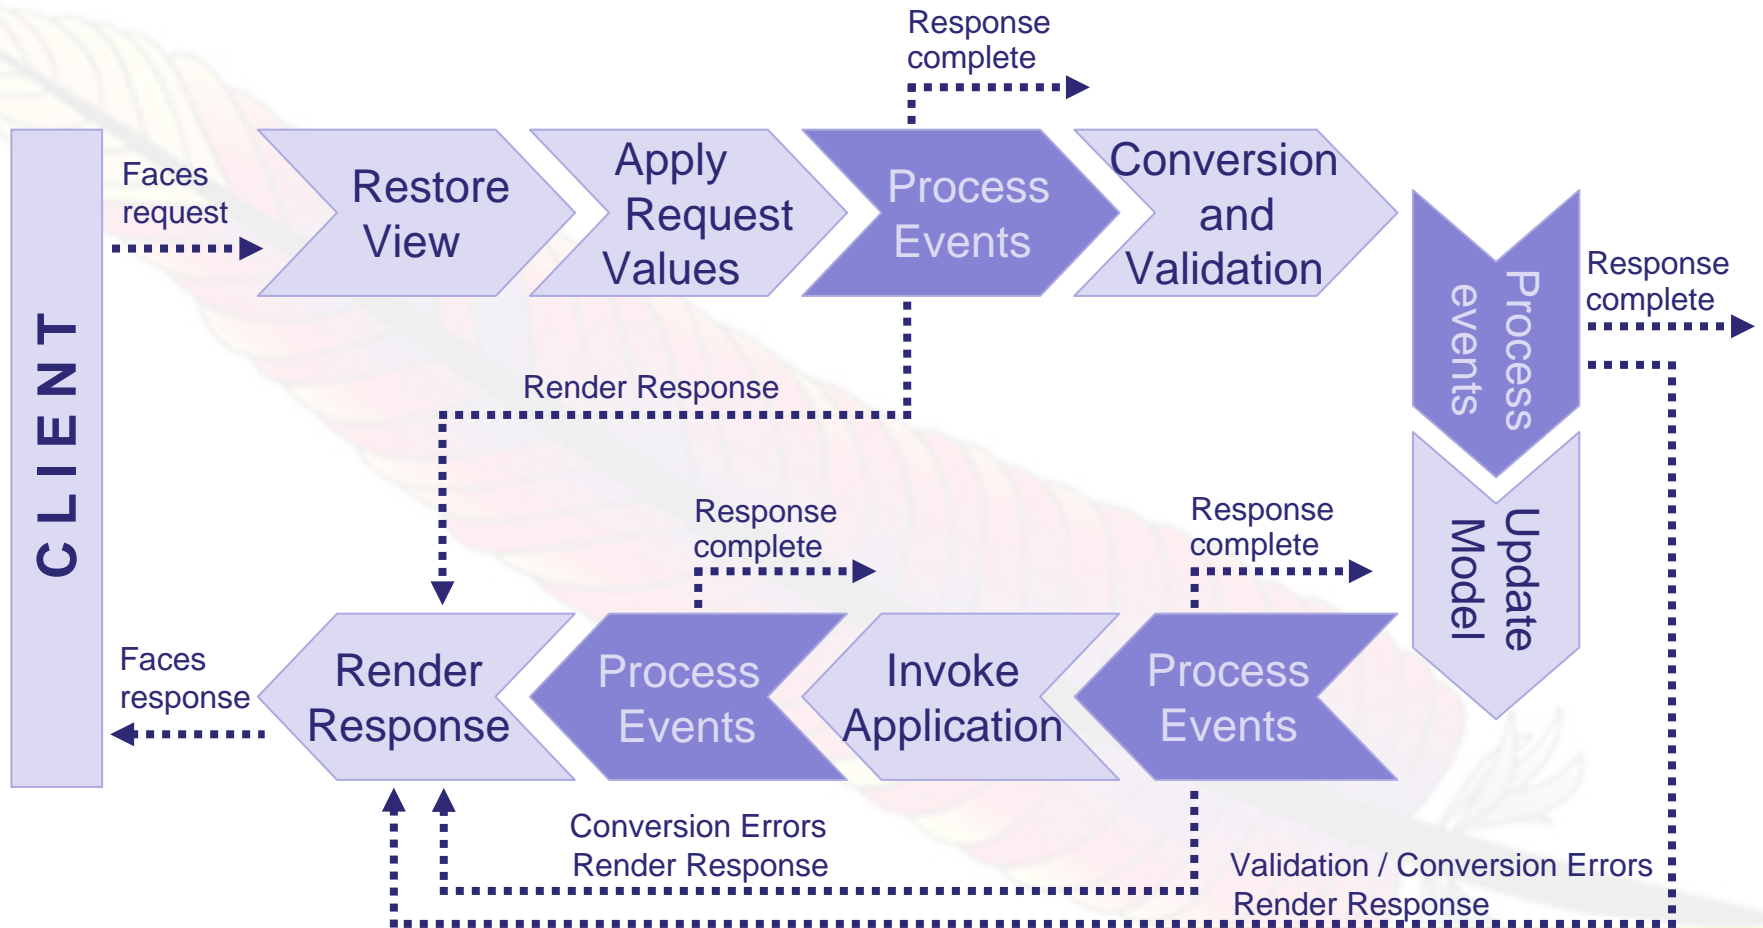 Response
complete
Faces
request
Restore
View
Apply
Request
Values
Process
Events
Conversion
and
Validation
CLIENT
Process
events
Response
complete
Render Response
Response
complete
Response
complete
Update
Model
Faces
response
Render
Response
Process
Events
Invoke
Application
Process
Events
Conversion Errors
Render Response
Validation / Conversion Errors
Render Response